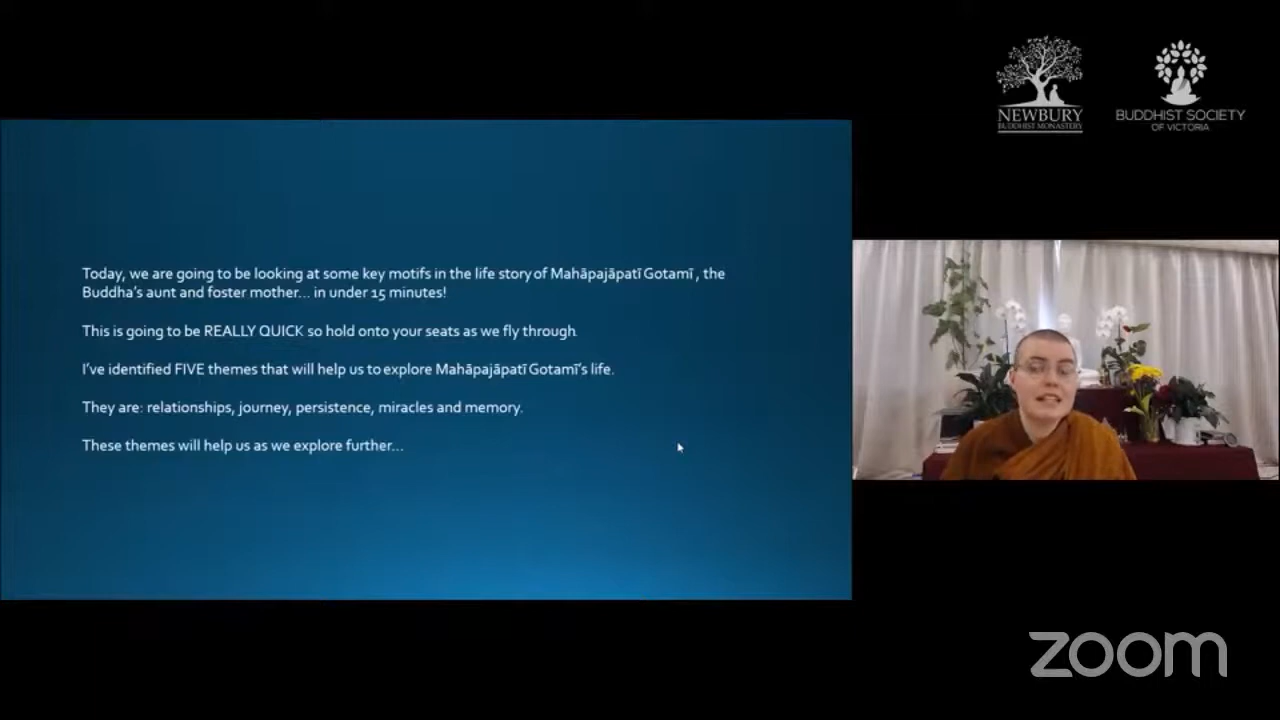 NEWBURY
BUDDHIST MONASTERY
BUDDHIST SOCIETY
OF VICTORIA
Today, we are going to be looking at some key motifs in the life story of Mahāpajāpatī Gotamī , the
Buddha's aunt and foster mother... in under 15 minutes!
This is going to be REALLY QUICK so hold onto your seats as we fly through.
I've identified FIVE themes that will help us to explore Mahāpajāpatī Gotamī's life.
They are: relationships, journey, persistence, miracles and memory.
These themes will help us as we explore further...
zoom